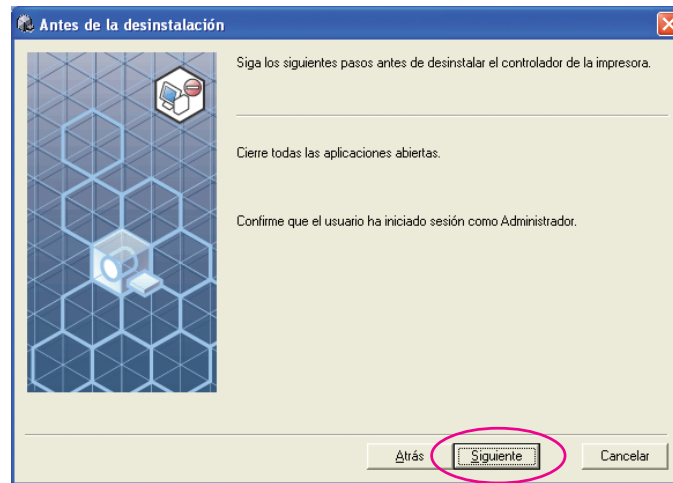 Antes de la desinstalación
Siga los siguientes pasos antes de desinstalar el controlador de la impresora.
Cierre todas las aplicaciones abiertas.
Confirme que el usuario ha iniciado sesión como Administrador.
Atrás
Siguiente
Cancelar